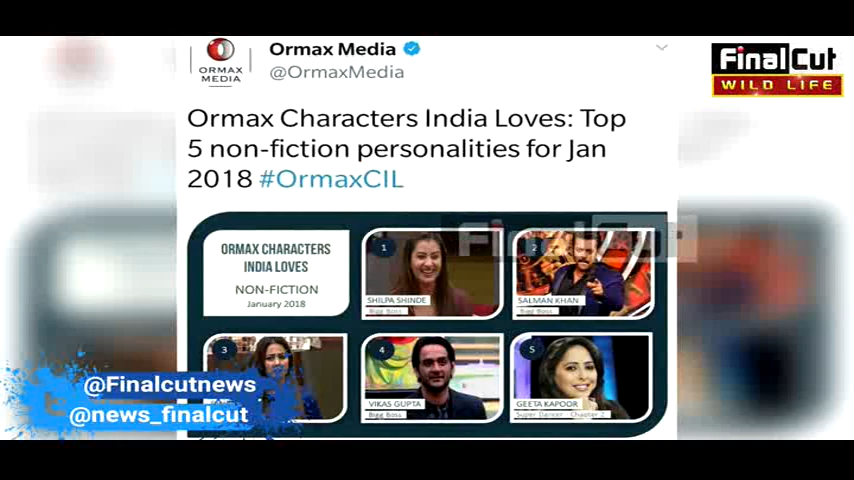 Ormax Media
@OrmaxMedia
ORMAX
MEDIA
FinalCut
WILD LIFE
Ormax Characters India Loves: Top
5 non-fiction personalities for Jan
2018 #OrmaxCIL
ORMAX CHARACTERS
INDIA LOVES
NON-FICTION
January 2018
1
SHILPA SHINDE
Bigg Boss
2
SALMAN KHAN
Bigg Boss
3
4
VIKAS GUPTA
Bigg Boss
5
GEETA KAPOOR
Super Dancer - Chapter 2
@Finalcutnews
@news_finalcut